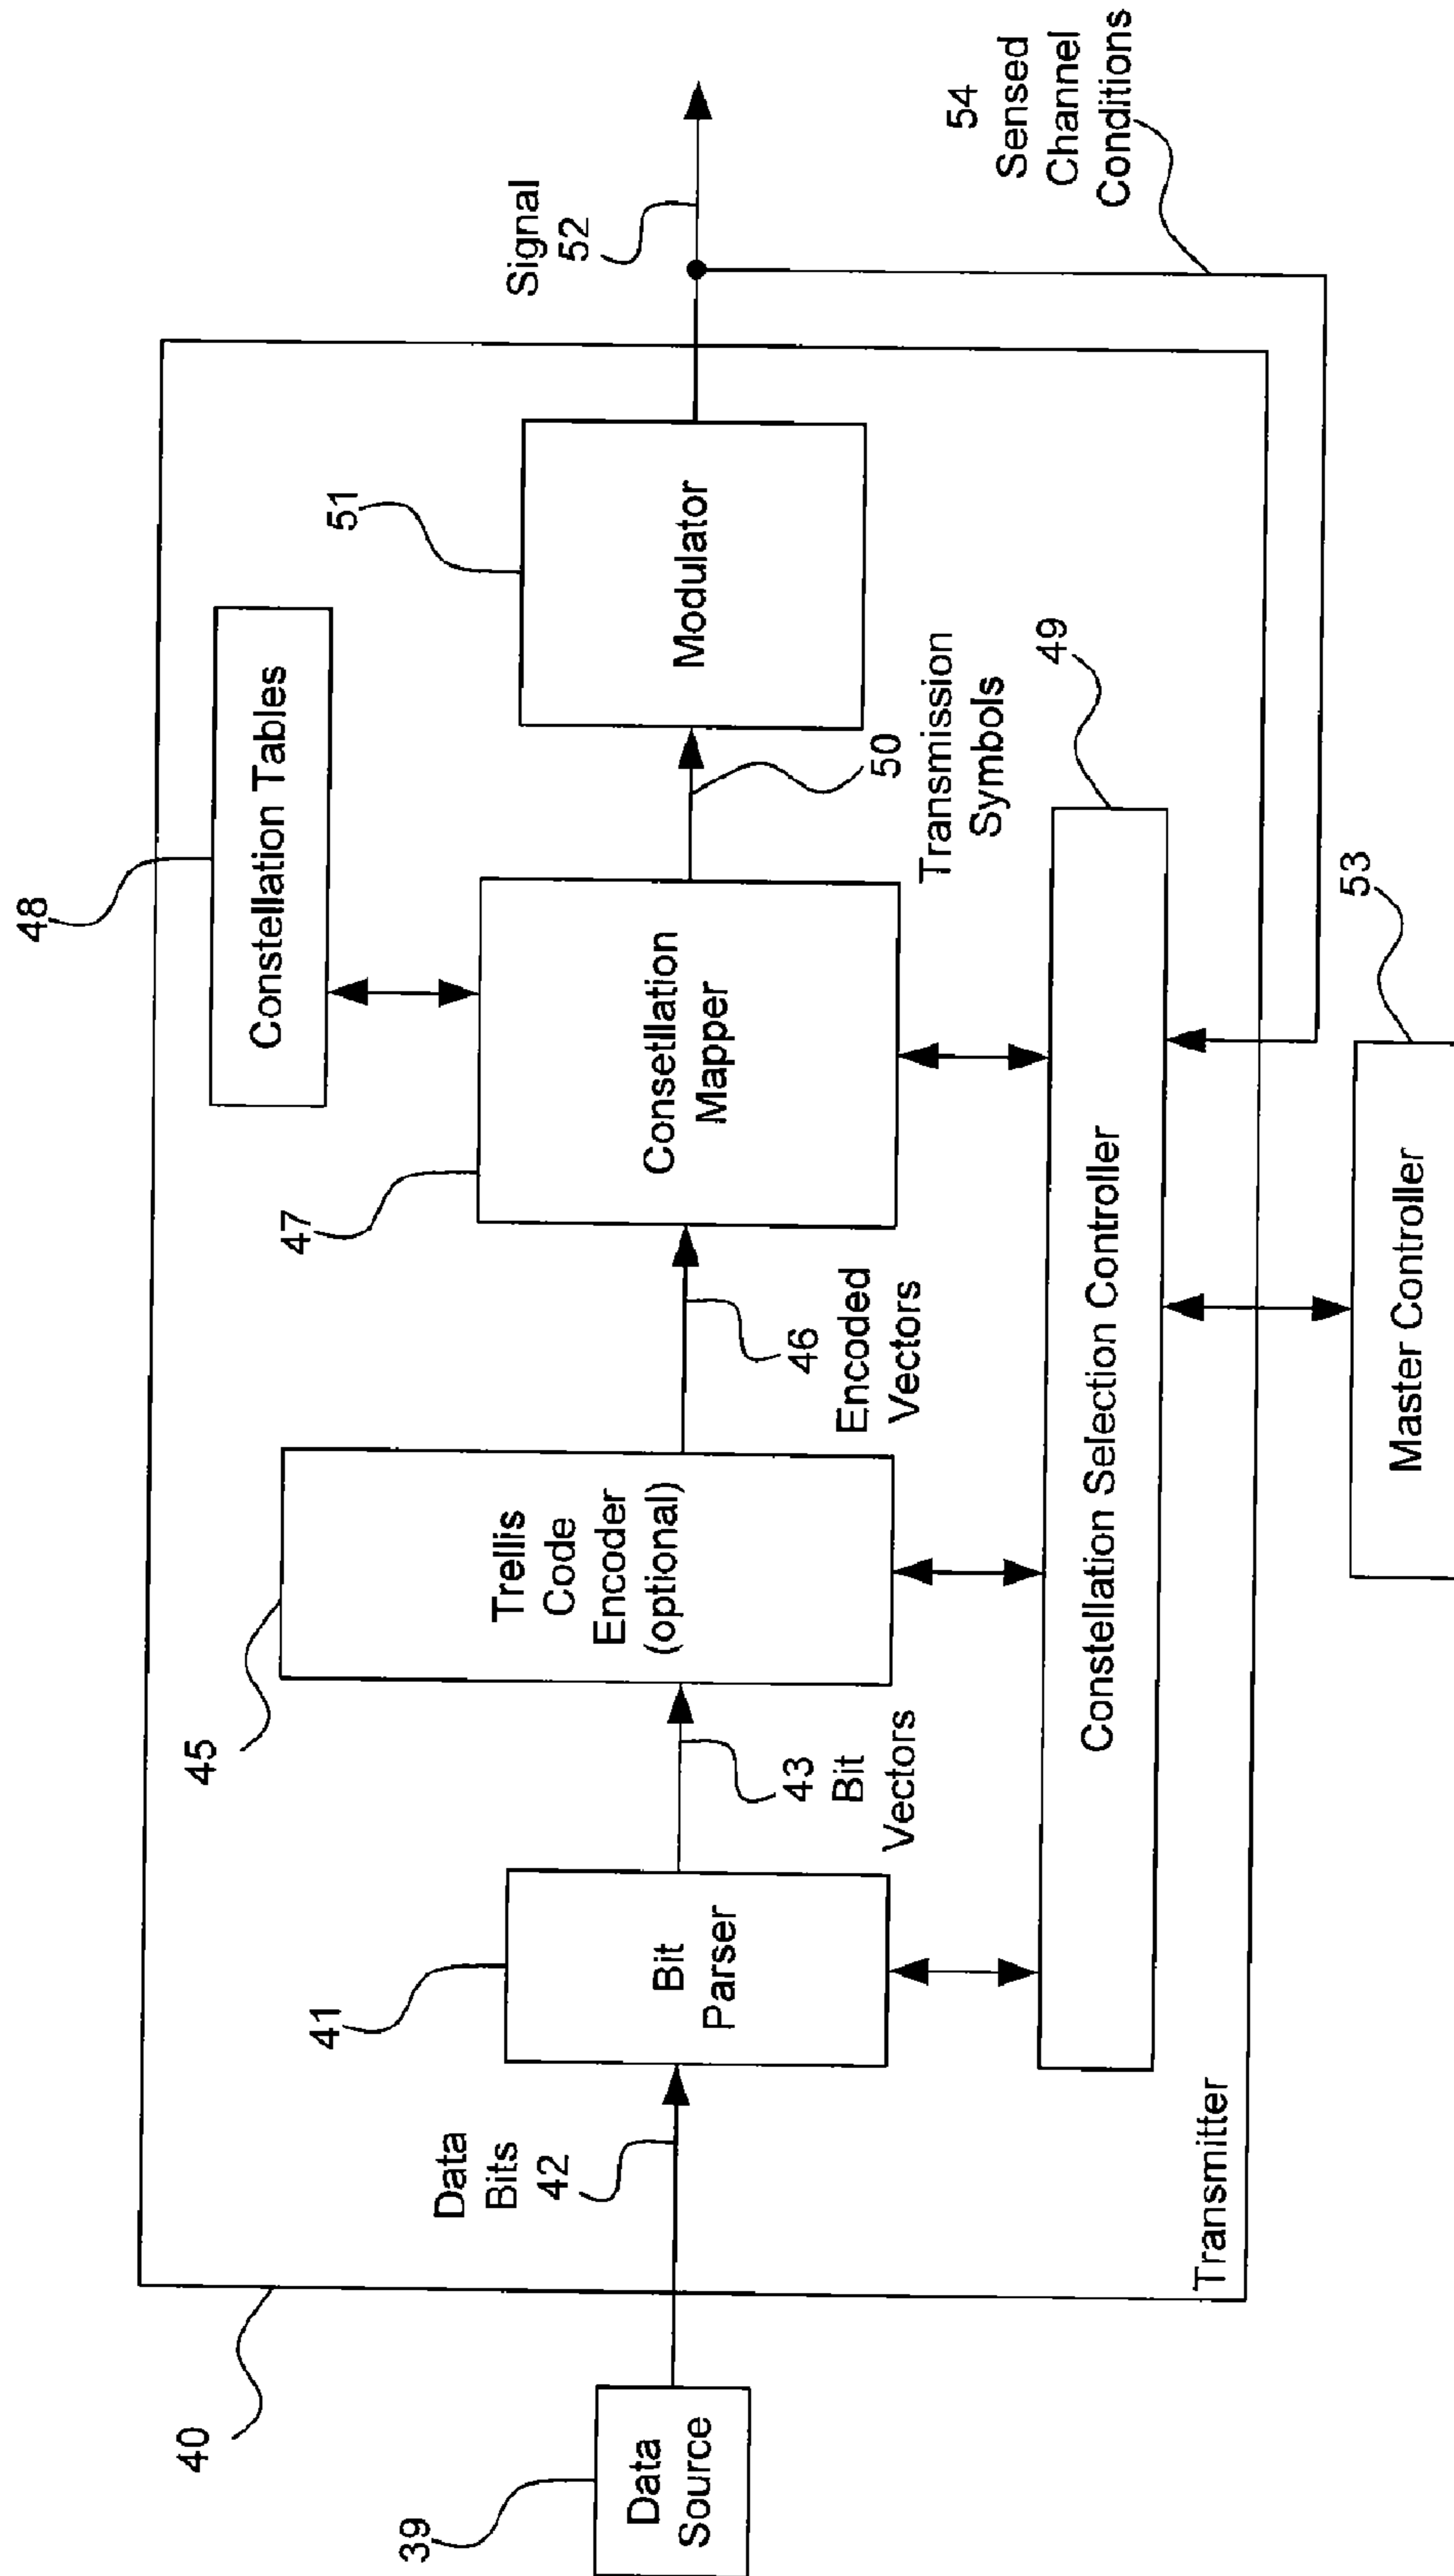 48
Constellation Tables
51
Modulator
Signal
52
54
Sensed
Channel
Conditions
47
Consetllation
Mapper
50
Transmission
Symbols
45
Trellis
Code
Encoder
(optional)
46
Encoded
Vectors
41
Bit
Parser
43
Bit
Vectors
40
39
Data
Source
Data
Bits
42
49
Constellation Selection Controller
Transmitter
53
Master Controller